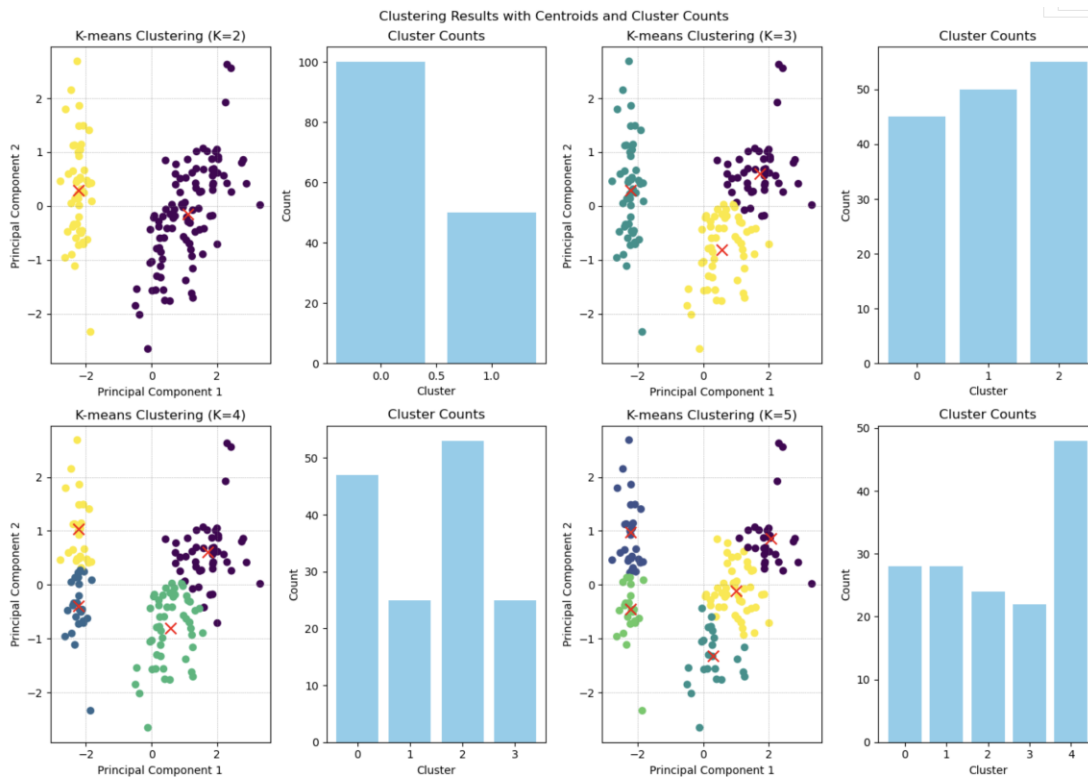 Clustering Results with Centroids and Cluster Counts
K-means Clustering (K=2)
Cluster Counts
K-means Clustering (K=3)
Cluster Counts
Principal Component 2
2
1
0
−1
−2
−2
0
2
Principal Component 1
Count
100
80
60
40
20
0
0.0
0.5
1.0
Cluster
Principal Component 2
2
1
0
−1
−2
−2
0
2
Principal Component 1
Count
50
40
30
20
10
0
0
1
2
Cluster
K-means Clustering (K=4)
Cluster Counts
K-means Clustering (K=5)
Cluster Counts
Principal Component 2
2
1
0
−1
−2
−2
0
2
Principal Component 1
Count
50
40
30
20
10
0
0
1
2
3
Cluster
Principal Component 2
2
1
0
−1
−2
−2
0
2
Principal Component 1
Count
50
40
30
20
10
0
0
1
2
3
4
Cluster